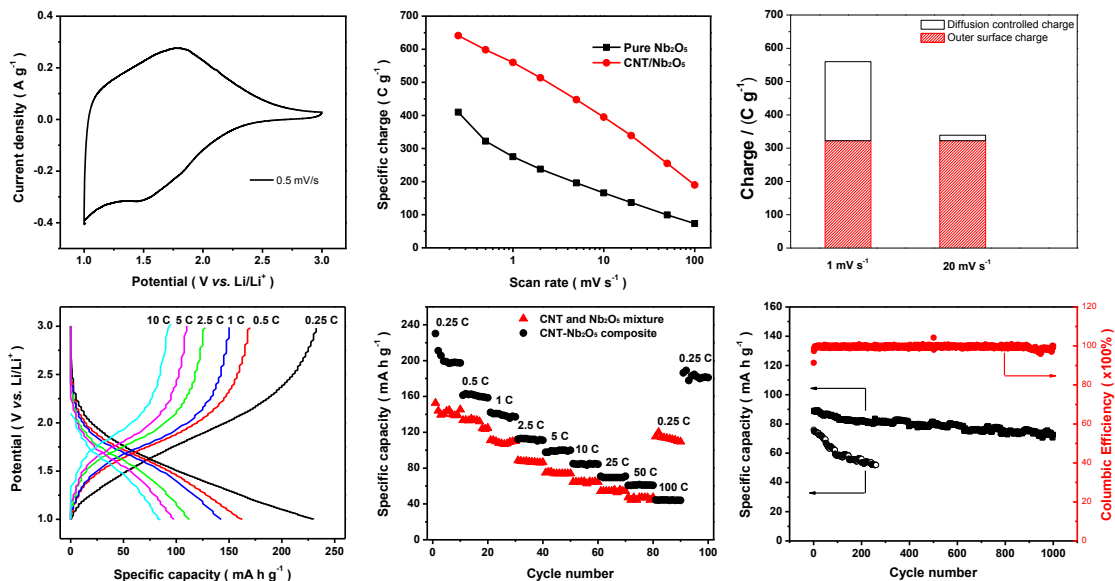 0.4
0.2
0.0
-0.2
-0.4
Current density ( A g⁻¹ )
0.5 mV/s
1.0
1.5
2.0
2.5
3.0
Potential ( V vs. Li/Li⁺ )
700
600
500
400
300
200
100
0
Specific charge ( C g⁻¹ )
Pure Nb₂O₅
CNT/Nb₂O₅
1
10
100
Scan rate ( mV s⁻¹ )
700
600
500
400
300
200
100
0
Charge / (C g⁻¹)
Diffusion controlled charge
Outer surface charge
1 mV s⁻¹
20 mV s⁻¹
3.0
2.5
2.0
1.5
1.0
Potential ( V vs. Li/Li⁺ )
10 C
5 C
2.5 C
1 C
0.5 C
0.25 C
0
50
100
150
200
250
Specific capacity ( mA h g⁻¹ )
240
200
160
120
80
40
0
Specific capacity ( mA h g⁻¹ )
CNT and Nb₂O₅ mixture
CNT-Nb₂O₅ composite
0.25 C
0.5 C
1 C
2.5 C
5 C
10 C
25 C
50 C
100 C
0.25 C
0.25 C
0
20
40
60
80
100
Cycle number
160
140
120
100
80
60
40
20
0
Specific capacity ( mA h g⁻¹ )
120
100
80
60
40
20
0
Columbic Efficiency ( x100% )
0
200
400
600
800
1000
Cycle number